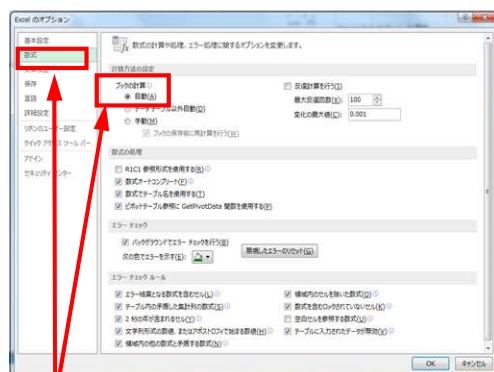 Excel のオプション
基本設定
数式
保存
言語
詳細設定
リボンのユーザー設定
クイック アクセス ツール バー
アドイン
セキュリティ センター
数式の計算や処理、エラー処理に関するオプションを変更します。
計算方法の設定
ブックの計算
自動(A)
データ テーブル以外自動(D)
手動(M)
ブックの保存前に再計算を行う(W)
反復計算を行う(I)
最大反復回数(X): 100
変化の最大値(C): 0.001
数式の処理
R1C1 参照形式を使用する(R)
数式オートコンプリート(F)
数式でテーブル名を使用する(T)
ピボットテーブル参照に GetPivotData 関数を使用する(P)
エラー チェック
バックグラウンドでエラー チェックを行う(B)
次の色でエラーを示す(E):
無視したエラーのリセット(G)
エラー チェック ルール
エラー結果となる数式を含むセル(L)
テーブル内の矛盾した集計列の数式(S)
2 桁の年が含まれるセル(Y)
文字列形式の数値、またはアポストロフィで始まる数値(H)
領域内の他の数式と矛盾する数式(N)
領域内のセルを除いた数式(O)
数式を含むロックされていないセル(K)
空白セルを参照する数式(U)
テーブルに入力されたデータが無効(V)
OK
キャンセル